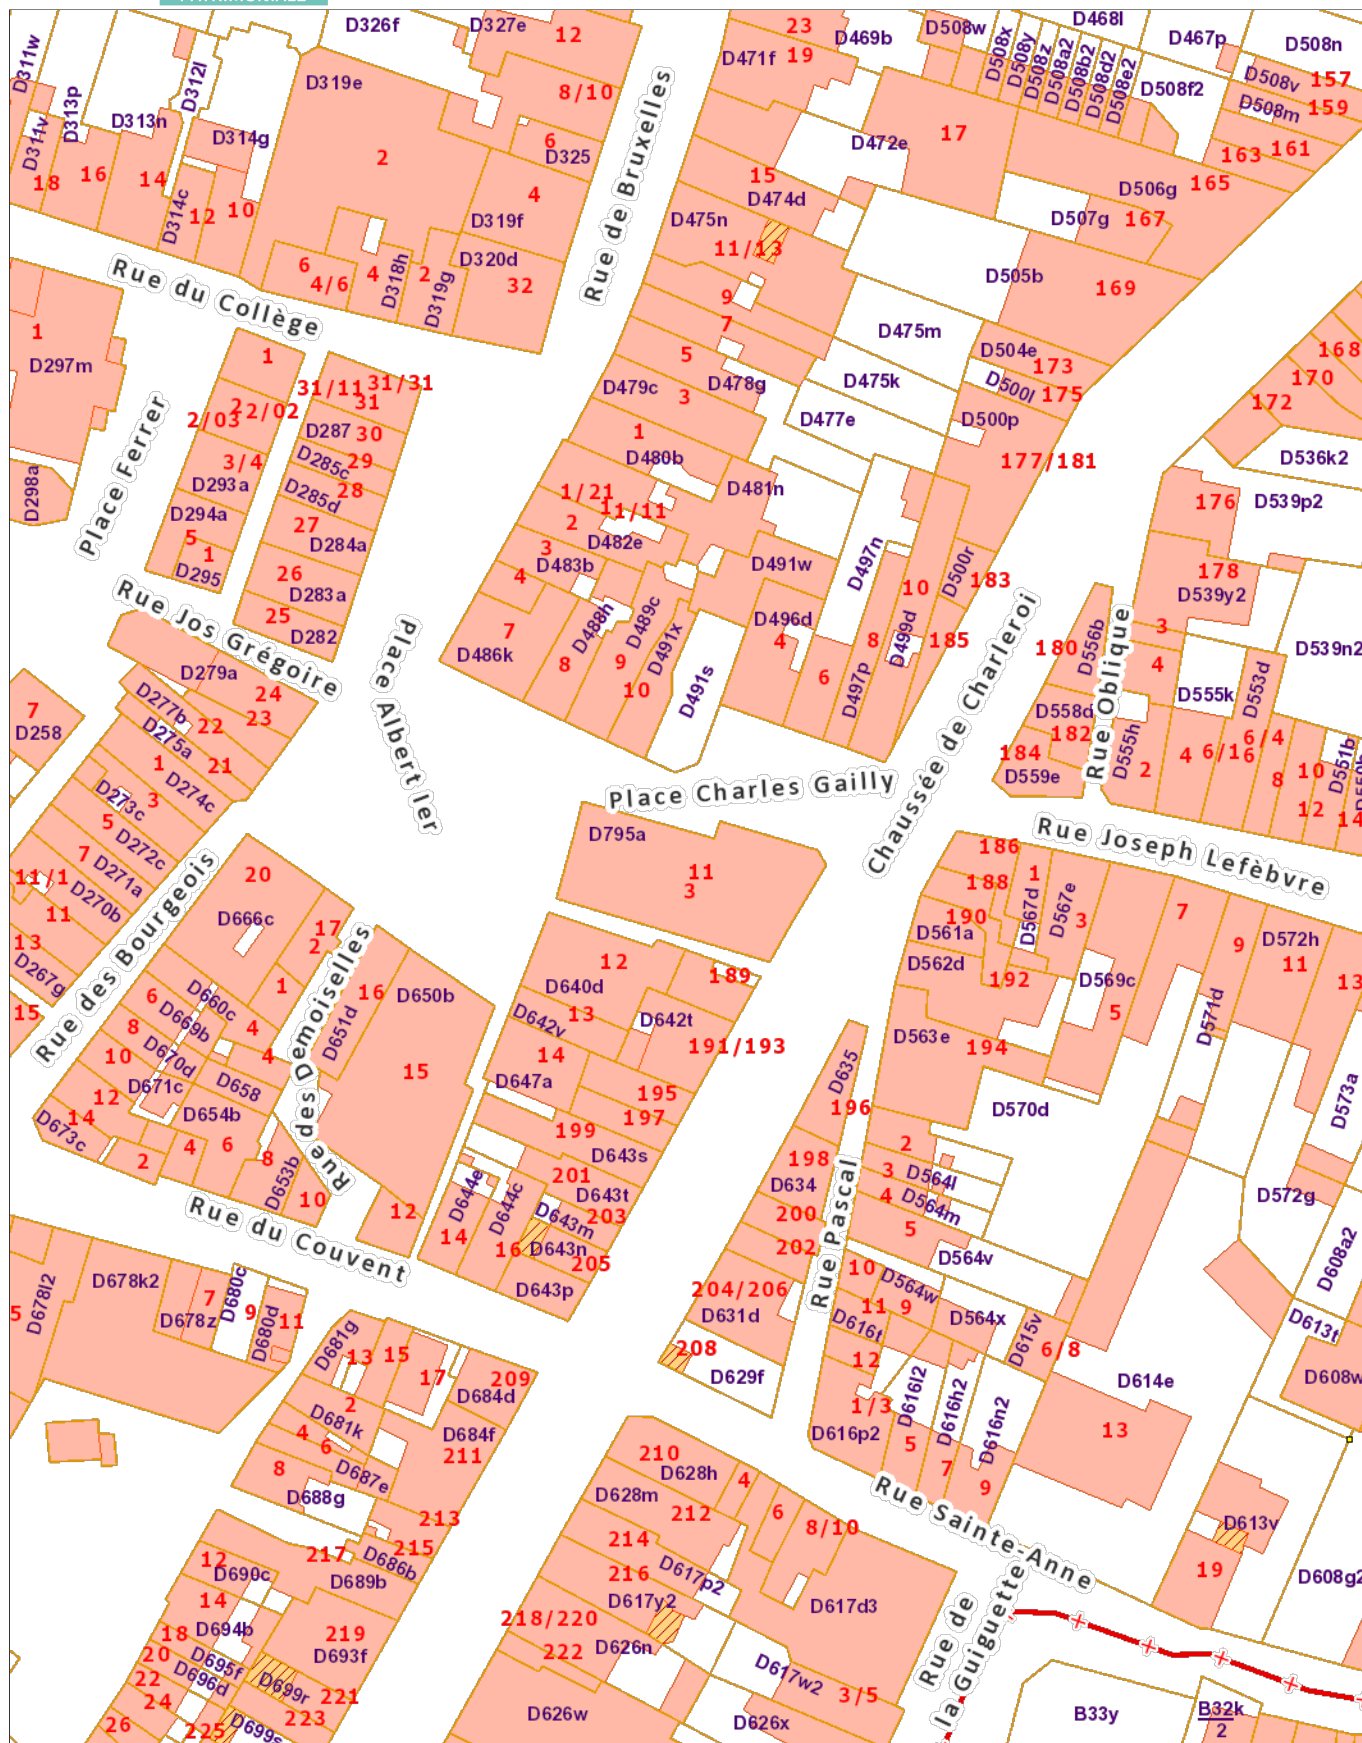 D326f
D327e
12
23
D471f
19
D469b
D508w
D508x
D508y
D508z
D508a2
D508b2
D508d2
D508e2
D468l
D467p
D508n
D311w
D313p
D312l
D319e
8/10
D508f2
D508v
157
D508m
159
D311v
D313n
D314g
2
6
D325
D472e
17
163
161
18
16
14
D314c
12
10
4
D319f
15
D474d
D506g
165
D475n
11/13
D507g
167
Rue de Bruxelles
Rue du Collège
6
4/6
4
D318h
2
D319g
D320d
32
D505b
169
9
7
D475m
1
D297m
1
5
D504e
173
168
31/11
31/31
31
D479c
3
D478g
D475k
D500l
175
170
172
2
2/03
2/02
D287
30
D477e
D500p
Place Ferrer
1
D480b
177/181
D536k2
3/4
D285c
29
D293a
D285d
28
D298a
1/21
11/11
D481n
176
D539p2
D294a
27
5
1
D284a
2
D482e
D295
3
D483b
4
D491w
D497n
D500r
178
D539y2
26
D283a
25
D282
D488h
D489c
D491x
D496d
4
10
183
Rue Jos Grégoire
7
D486k
8
9
10
D491s
6
D497p
8
D499d
185
180
D556b
3
4
D539n2
Rue Oblique
D555k
D553d
Place Albert Ier
Chaussée de Charleroi
D279a
24
D277b
22
23
D275a
21
7
D258
D558d
182
184
D559e
D555h
2
4
6/16
6/4
8
10
12
D551b
14
1
D274c
3
D273c
5
D272c
7
D271a
D270b
11/1
11
13
D267g
15
Place Charles Gailly
D795a
11
3
Rue Joseph Lefèbvre
186
188
1
D567d
D567e
3
190
D561a
D562d
192
7
9
D572h
11
13
20
D666c
17
2
Rue des Bourgeois
1
16
D651d
D650b
15
12
D640d
189
D569c
5
D571d
6
D660c
D669b
4
8
D670d
4
10
D658
D671c
12
D654b
14
D673c
2
4
6
8
D653b
10
12
Rue des Demoiselles
13
D642v
D642t
191/193
14
D647a
195
197
199
D643s
D563e
194
D635
196
D570d
D573a
201
D643t
203
D643m
D643n
205
D643p
D644e
D644c
14
16
198
D634
200
202
204/206
D631d
208
D629f
Rue Pascal
2
3
D564l
4
D564m
5
D564v
D572g
D608a2
Rue du Couvent
D678l2
5
D678k2
D678z
7
D680c
9
D680d
11
10
D564w
11
9
D616t
12
D564x
D615v
6/8
D613t
D608w
D614e
13
D681g
13
15
17
D684d
209
2
D681k
4
6
D684f
211
8
D687e
D688g
213
215
217
D686b
D689b
1/3
D616p2
D616l2
5
D616h2
7
D616n2
9
210
D628h
4
6
8/10
D628m
212
214
216
D617p2
D617y2
218/220
D626n
222
D617d3
D617w2
3/5
D626w
D626x
Rue Sainte-Anne
Rue de la Guiguette
D613v
19
D608g2
B33y
B32k
2
12
D690c
14
D694b
18
20
D695f
22
D696d
24
26
219
D693f
221
223
D699r
225